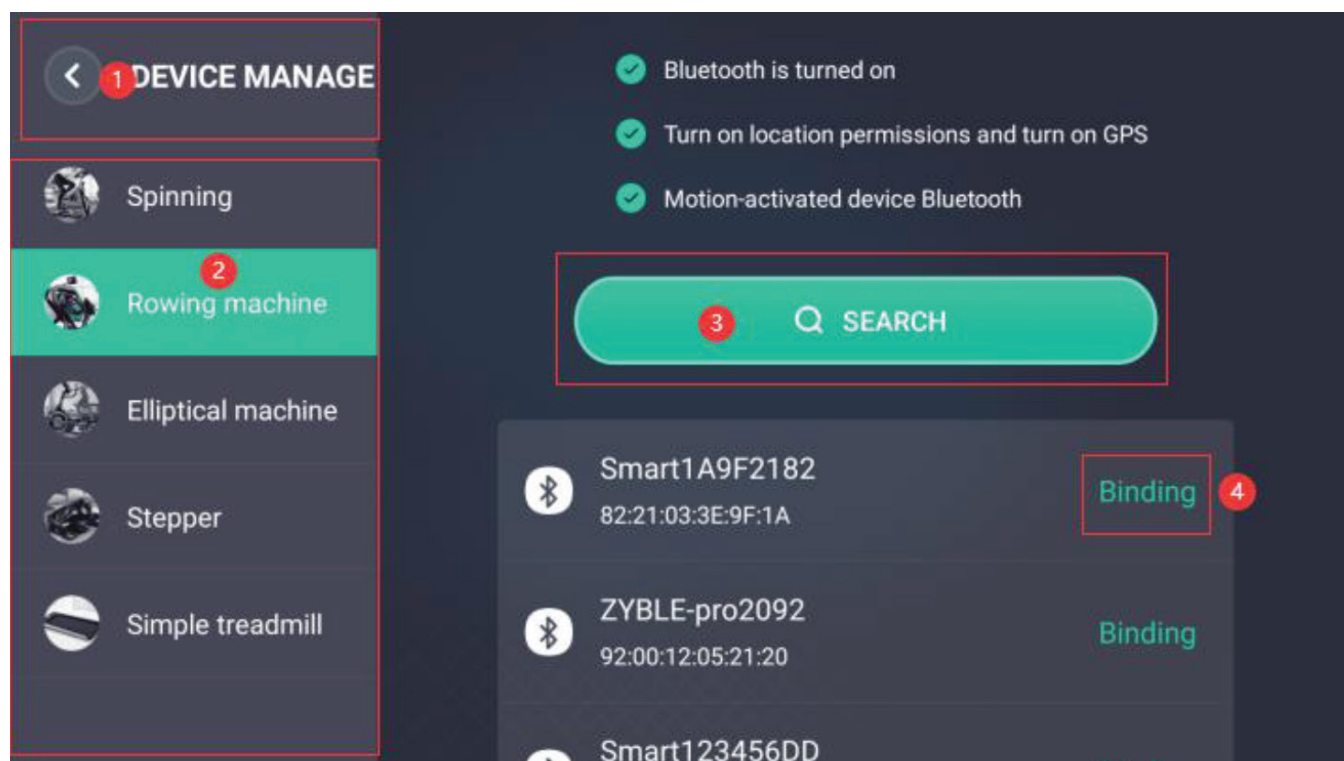 1 DEVICE MANAGE
Spinning
2
Rowing machine
Elliptical machine
Stepper
Simple treadmill
Bluetooth is turned on
Turn on location permissions and turn on GPS
Motion-activated device Bluetooth
3 SEARCH
Smart1A9F2182
82:21:03:3E:9F:1A
Binding 4
ZYBLE-pro2092
92:00:12:05:21:20
Binding
Smart123456DD